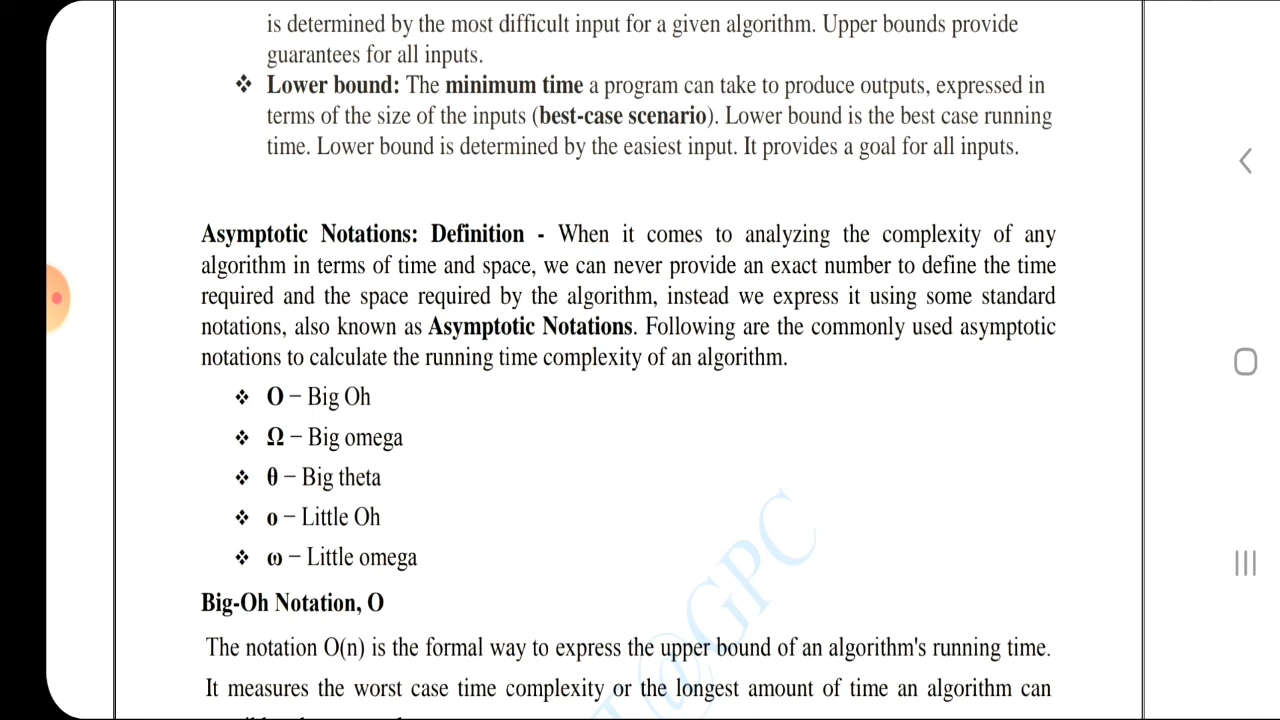 is determined by the most difficult input for a given algorithm. Upper bounds provide
guarantees for all inputs.
❖ Lower bound: The minimum time a program can take to produce outputs, expressed in
terms of the size of the inputs (best-case scenario). Lower bound is the best case running
time. Lower bound is determined by the easiest input. It provides a goal for all inputs.
Asymptotic Notations: Definition - When it comes to analyzing the complexity of any
algorithm in terms of time and space, we can never provide an exact number to define the time
required and the space required by the algorithm, instead we express it using some standard
notations, also known as Asymptotic Notations. Following are the commonly used asymptotic
notations to calculate the running time complexity of an algorithm.
❖ O − Big Oh
❖ Ω − Big omega
❖ θ − Big theta
❖ o − Little Oh
❖ ω − Little omega
Big-Oh Notation, O
The notation O(n) is the formal way to express the upper bound of an algorithm's running time.
It measures the worst case time complexity or the longest amount of time an algorithm can
@GPC